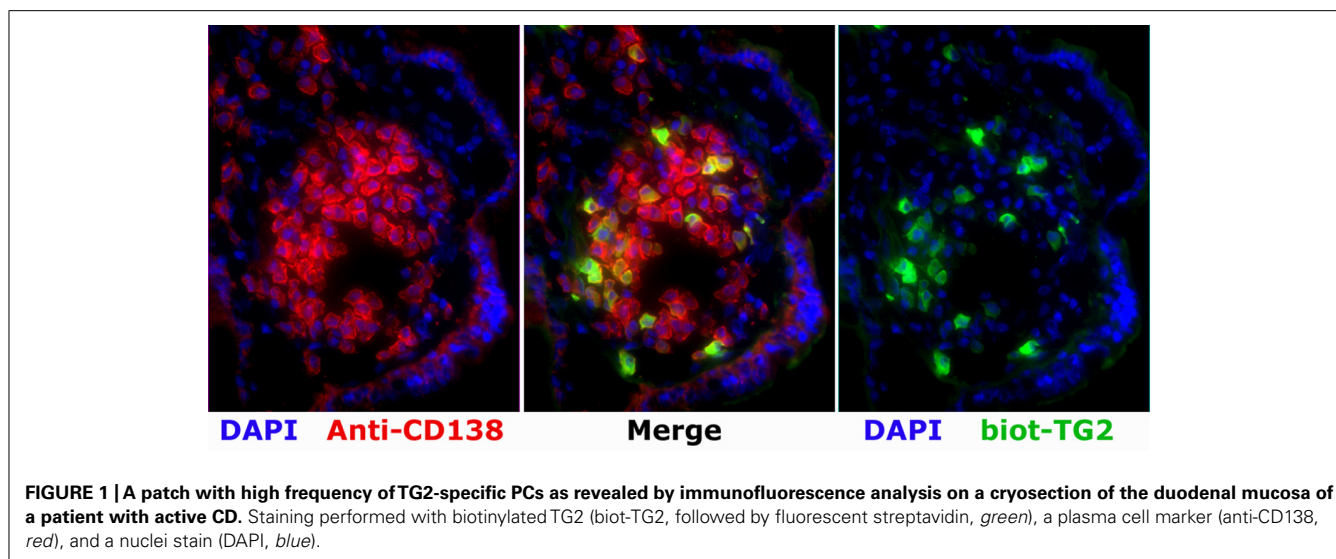 DAPI Anti-CD138 Merge DAPI biot-TG2
FIGURE 1 | A patch with high frequency of TG2-specific PCs as revealed by immunofluorescence analysis on a cryosection of the duodenal mucosa of
a patient with active CD. Staining performed with biotinylated TG2 (biot-TG2, followed by fluorescent streptavidin, green), a plasma cell marker (anti-CD138,
red), and a nuclei stain (DAPI, blue).